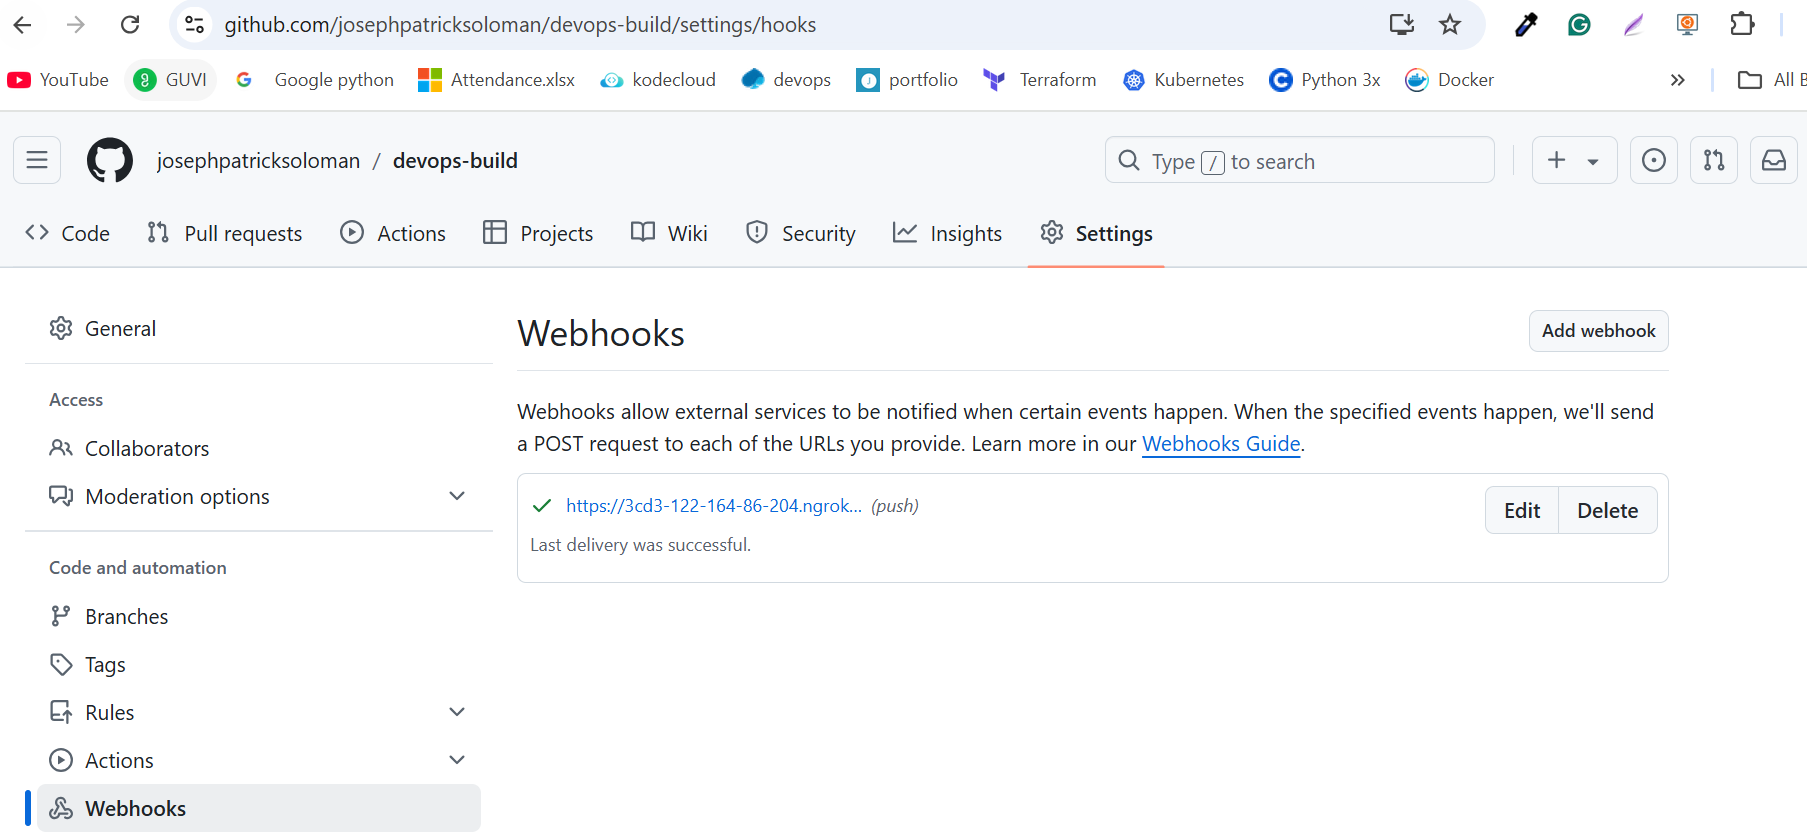 github.com/josephpatricksoloman/devops-build/settings/hooks
YouTube GUVI Google python Attendance.xlsx kodecloud devops portfolio Terraform Kubernetes Python 3x Docker » All B
josephpatricksoloman / devops-build Type / to search
Code Pull requests Actions Projects Wiki Security Insights Settings
General
Access
Collaborators
Moderation options
Code and automation
Branches
Tags
Rules
Actions
Webhooks
Webhooks Add webhook
Webhooks allow external services to be notified when certain events happen. When the specified events happen, we'll send
a POST request to each of the URLs you provide. Learn more in our Webhooks Guide.
https://3cd3-122-164-86-204.ngrok... (push) Edit Delete
Last delivery was successful.